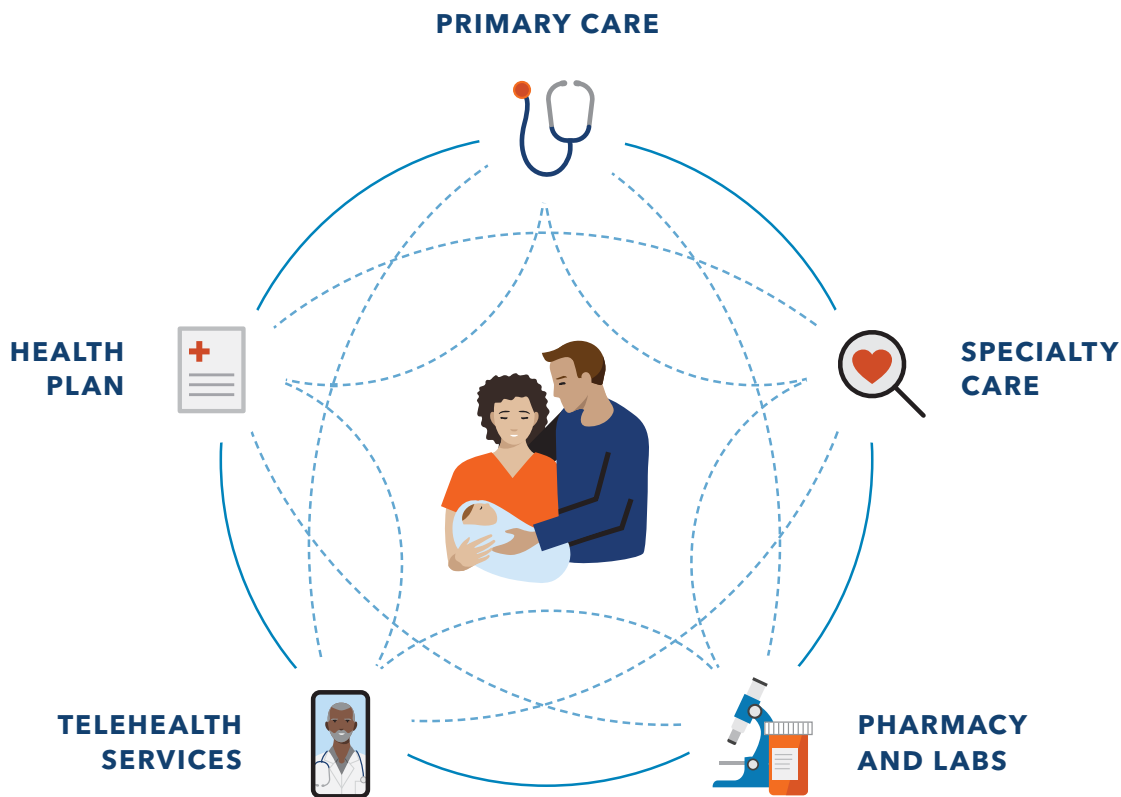 PRIMARY CARE
HEALTH
PLAN
SPECIALTY
CARE
TELEHEALTH
SERVICES
PHARMACY
AND LABS